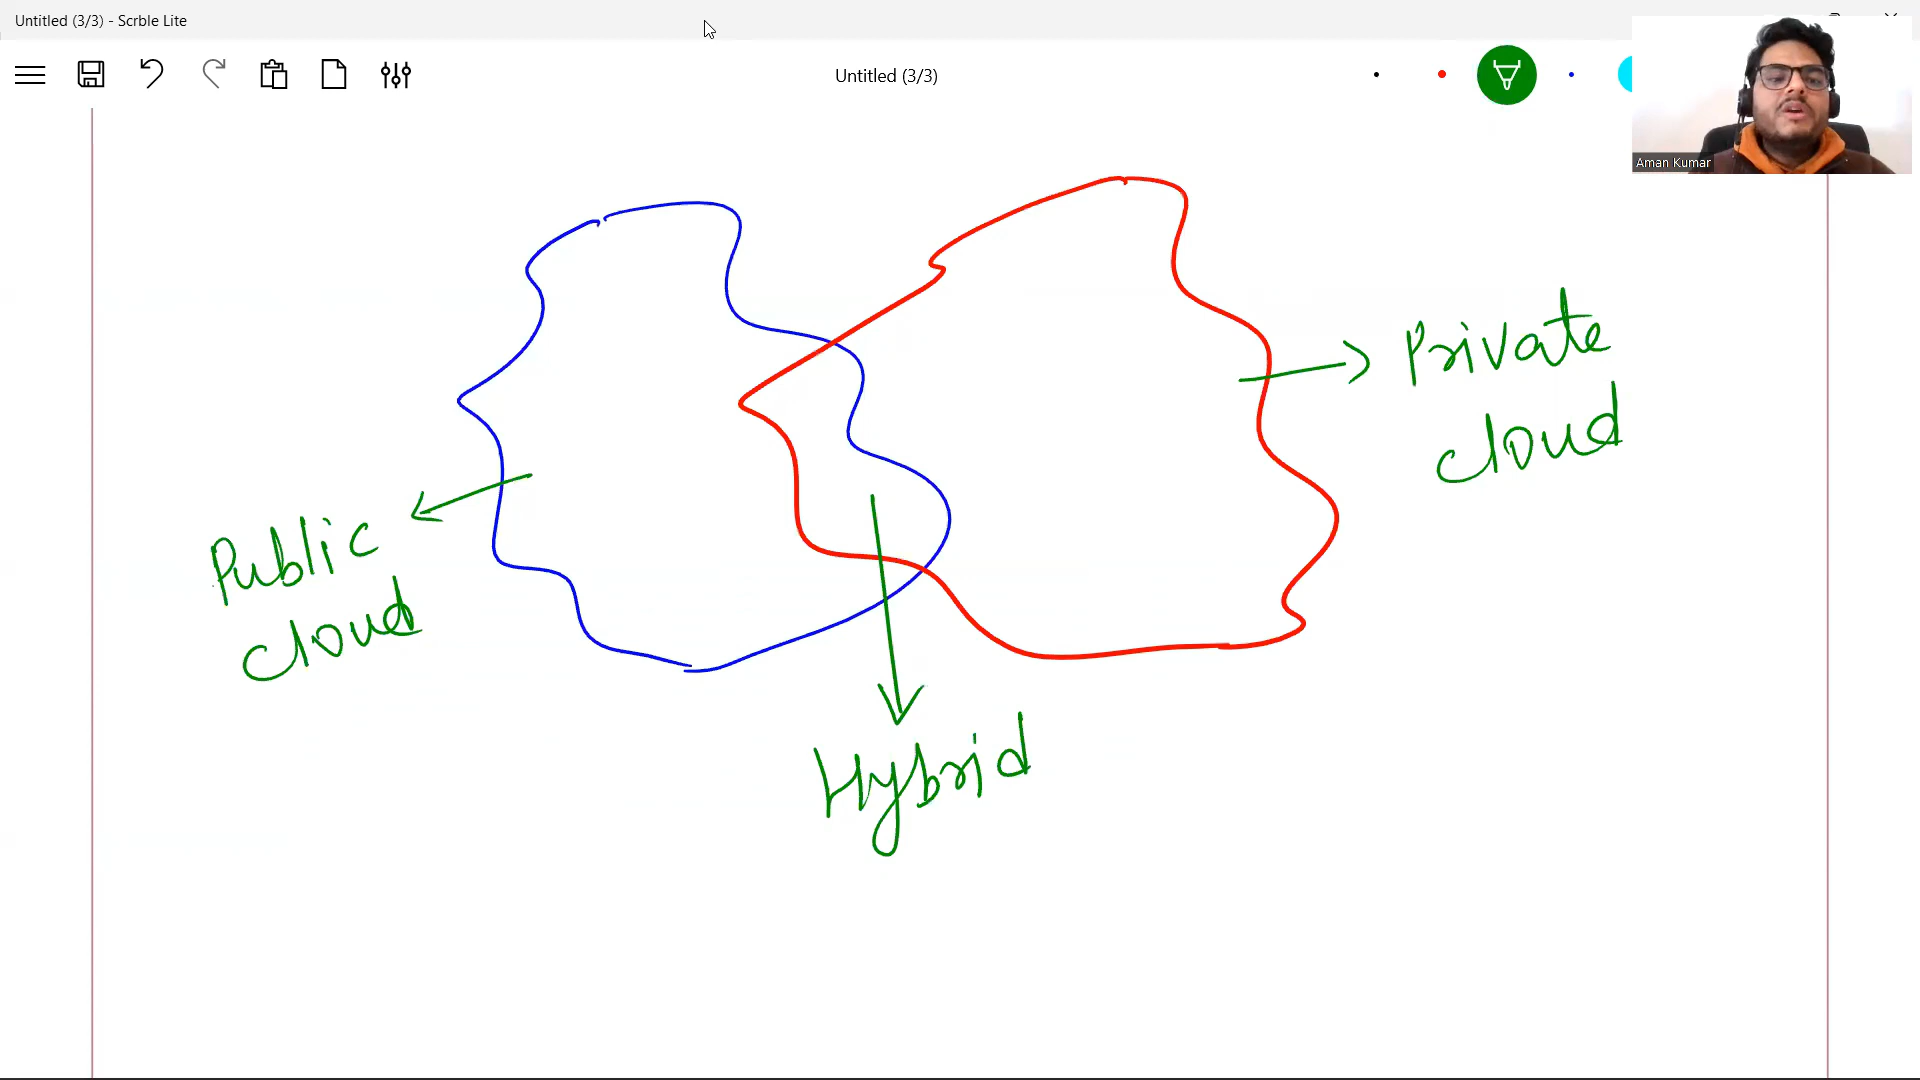 Untitled (3/3) - Scrble Lite
Untitled (3/3)
Aman Kumar
Private
cloud
Public
cloud
Hybrid